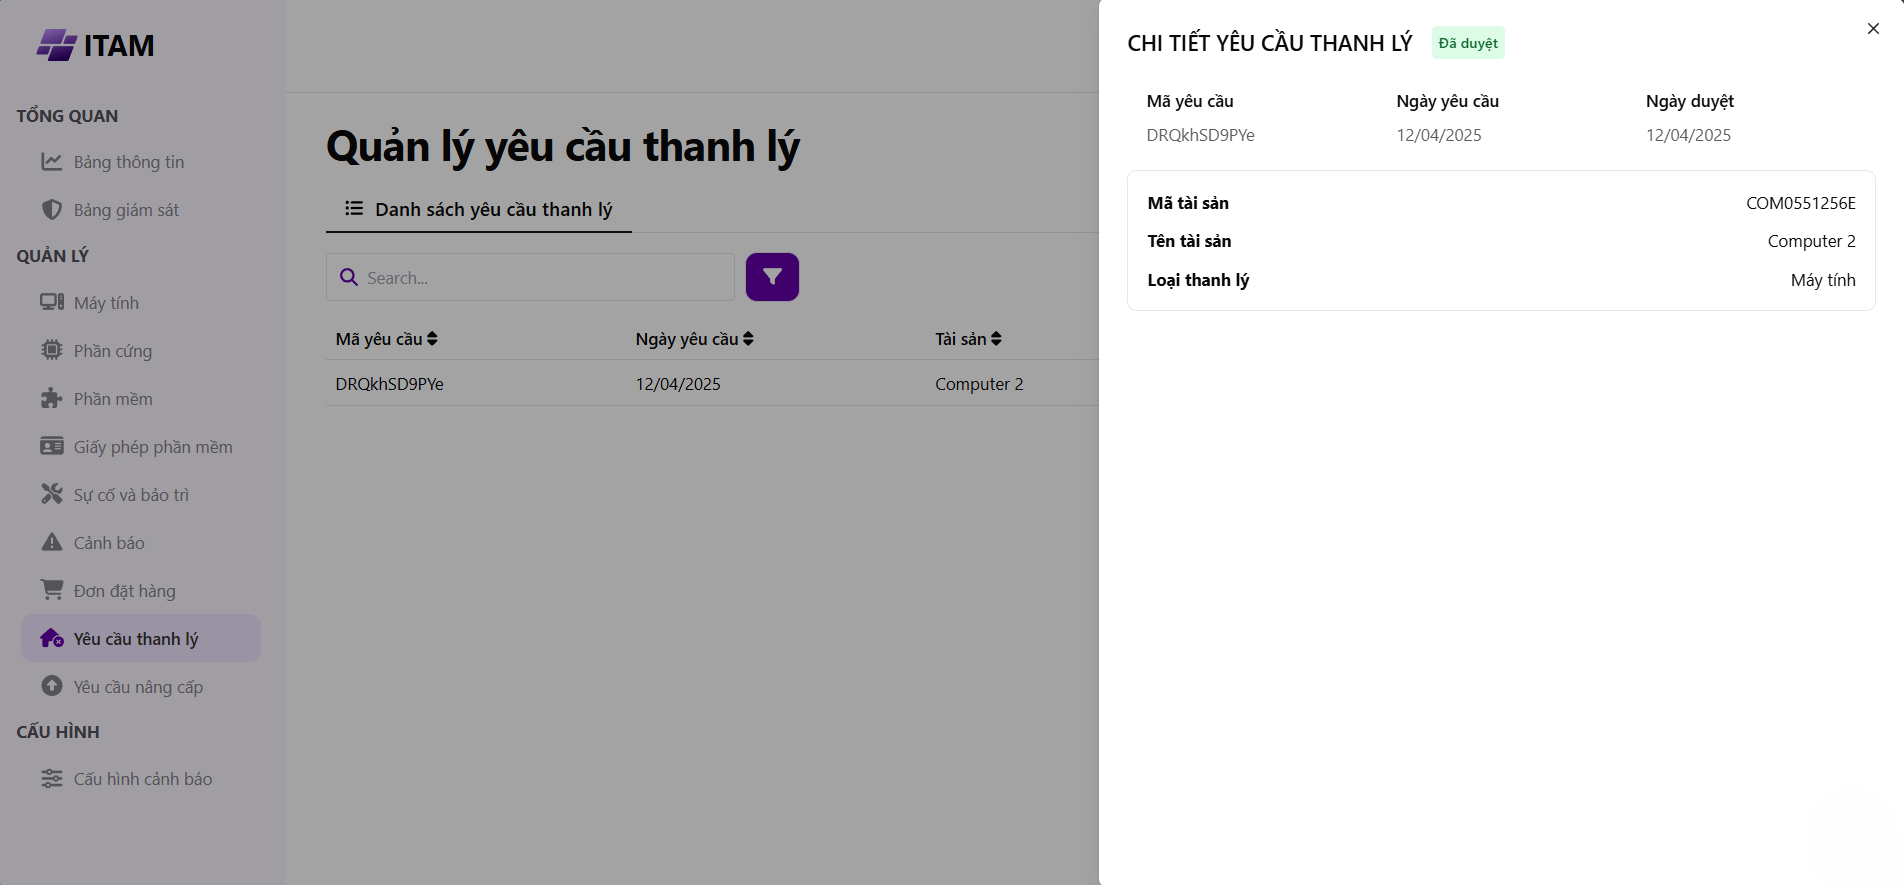 ITAM
TỔNG QUAN
Bảng thông tin
Bảng giám sát
QUẢN LÝ
Máy tính
Phần cứng
Phần mềm
Giấy phép phần mềm
Sự cố và bảo trì
Cảnh báo
Đơn đặt hàng
Yêu cầu thanh lý
Yêu cầu nâng cấp
CẤU HÌNH
Cấu hình cảnh báo
Quản lý yêu cầu thanh lý
Danh sách yêu cầu thanh lý
Search...
Mã yêu cầu Ngày yêu cầu Tài sản
DRQkhSD9PYe 12/04/2025 Computer 2
CHI TIẾT YÊU CẦU THANH LÝ Đã duyệt
Mã yêu cầu Ngày yêu cầu Ngày duyệt
DRQkhSD9PYe 12/04/2025 12/04/2025
Mã tài sản COM0551256E
Tên tài sản Computer 2
Loại thanh lý Máy tính